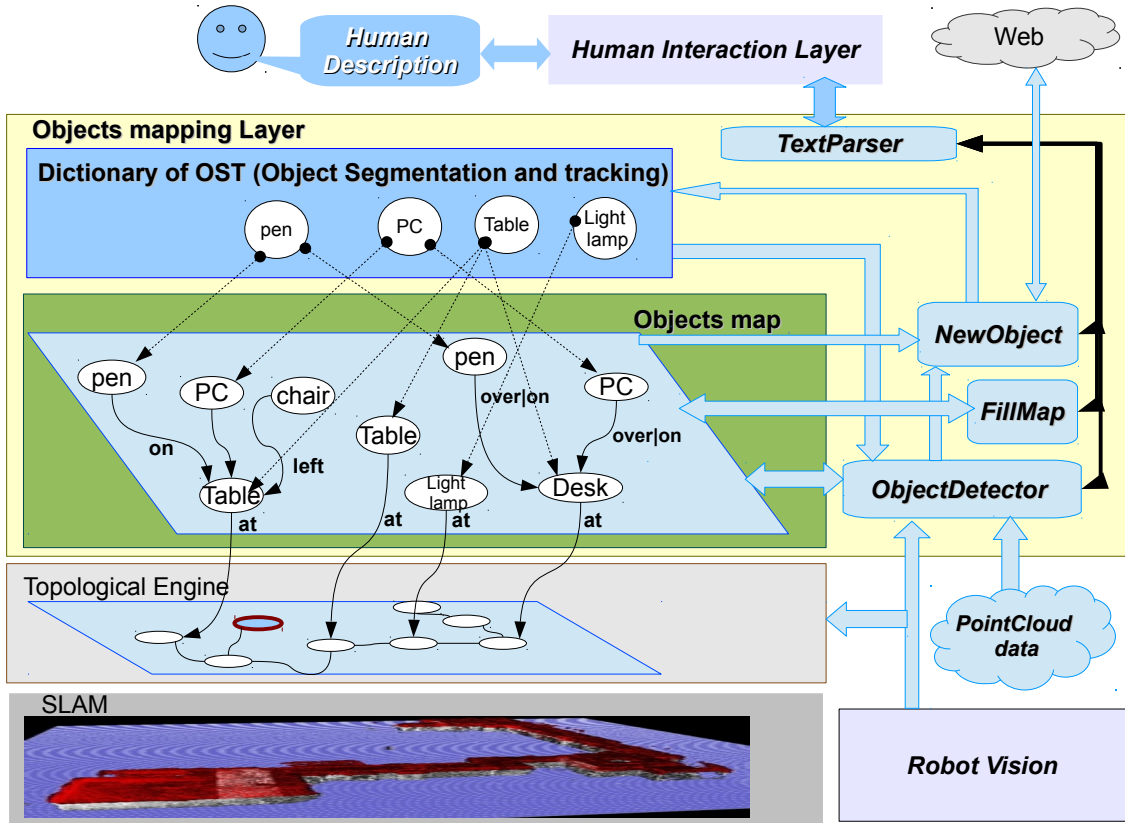 Human
Description
Human Interaction Layer
Web
Objects mapping Layer
TextParser
Dictionary of OST (Object Segmentation and tracking)
pen
PC
Table
Light
lamp
Objects map
NewObject
pen
PC
chair
pen
PC
over|on
FillMap
on
left
Table
over|on
Table
Light
lamp
Desk
ObjectDetector
at
at
at
at
Topological Engine
PointCloud
data
SLAM
Robot Vision